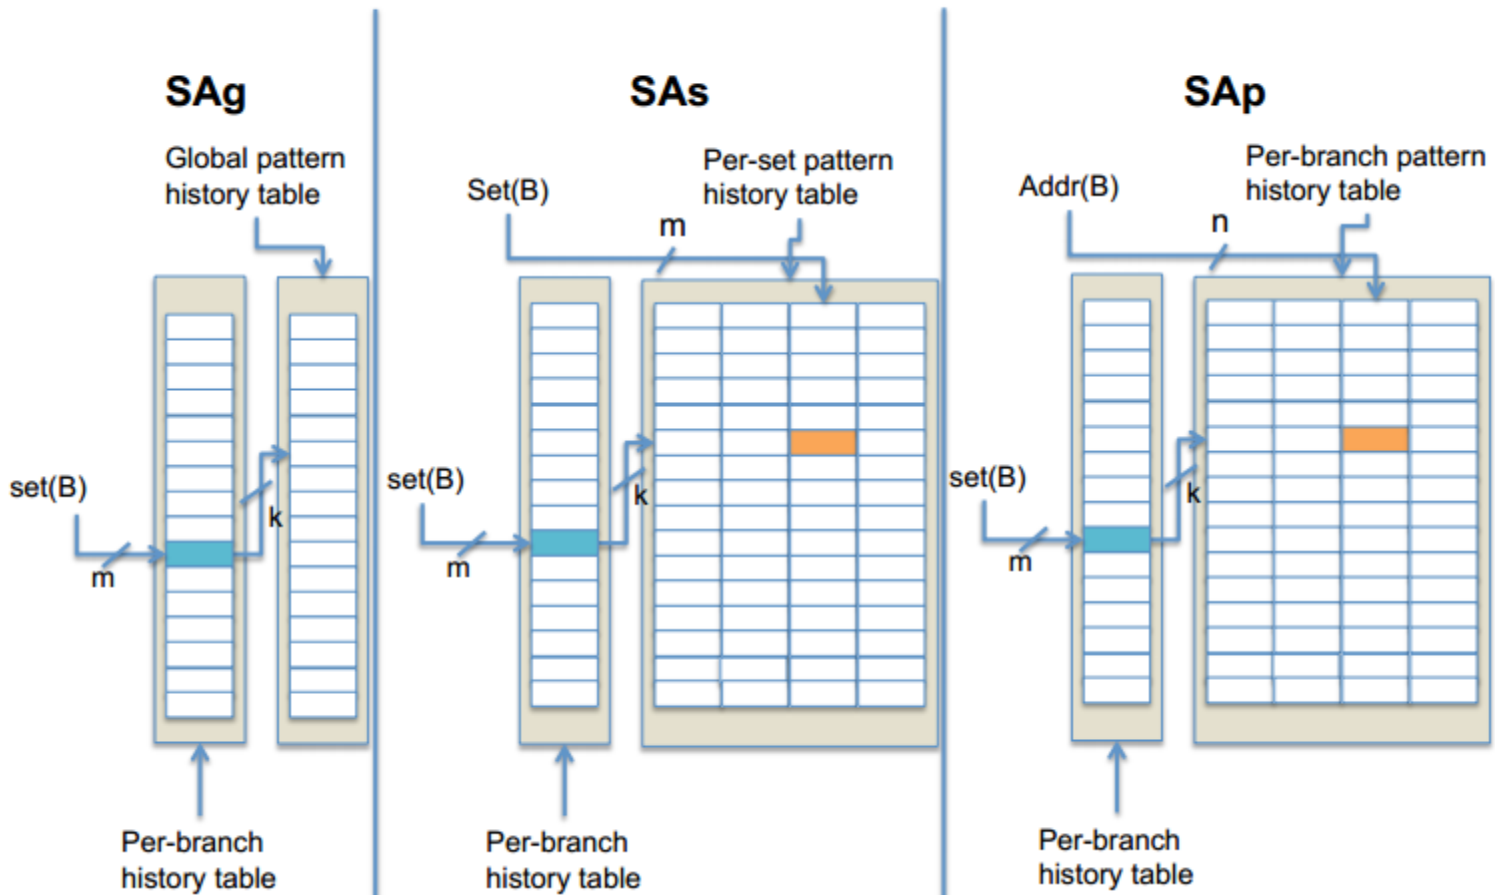 SAg
Global pattern
history table
set(B)
m
k
Per-branch
history table
SAs
Set(B)
m
Per-set pattern
history table
set(B)
m
k
Per-branch
history table
SAp
Addr(B)
n
Per-branch pattern
history table
set(B)
m
k
Per-branch
history table